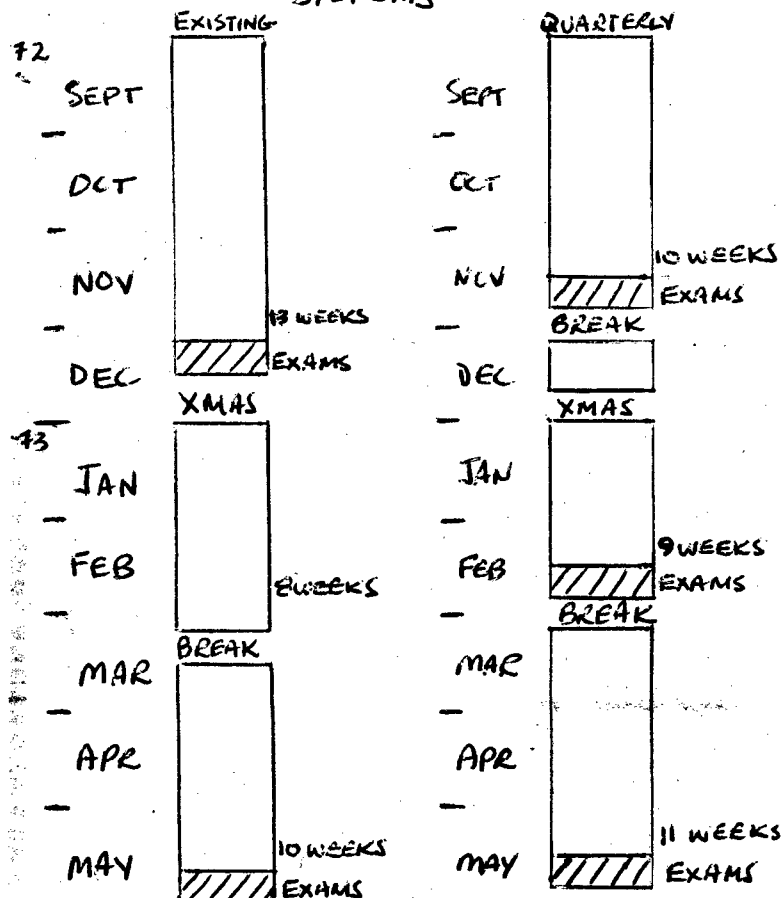 EXISTING QUARTERLY
72
SEPT SEPT
OCT OCT
10 WEEKS
NOV NOV EXAMS
13 WEEKS BREAK
EXAMS
DEC DEC
XMAS XMAS
73
JAN JAN
9 WEEKS
FEB 8 WEEKS FEB EXAMS
BREAK
BREAK
MAR MAR
APR APR
10 WEEKS 11 WEEKS
MAY EXAMS MAY EXAMS